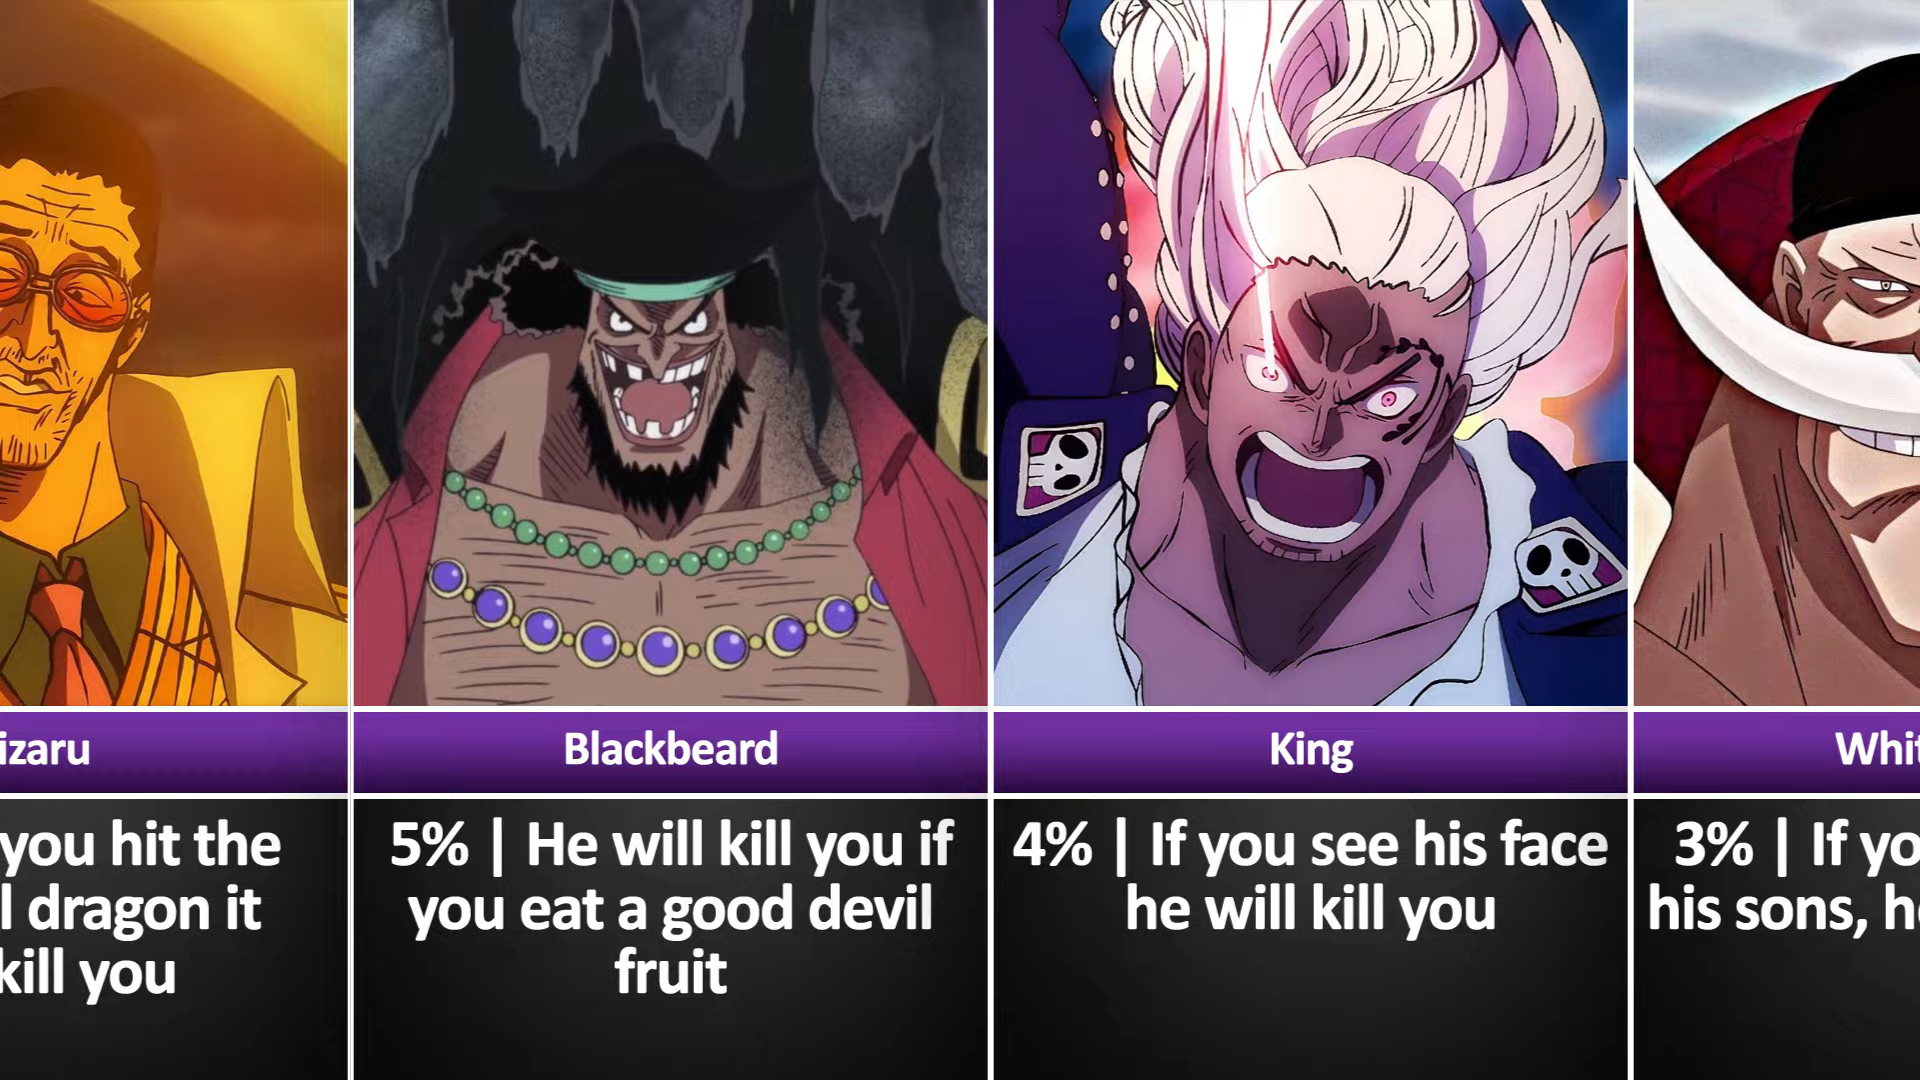 izaru
you hit the
l dragon it
kill you
Blackbeard
5% | He will kill you if
you eat a good devil
fruit
King
4% | If you see his face
he will kill you
Whit
3% | If yo
his sons, h